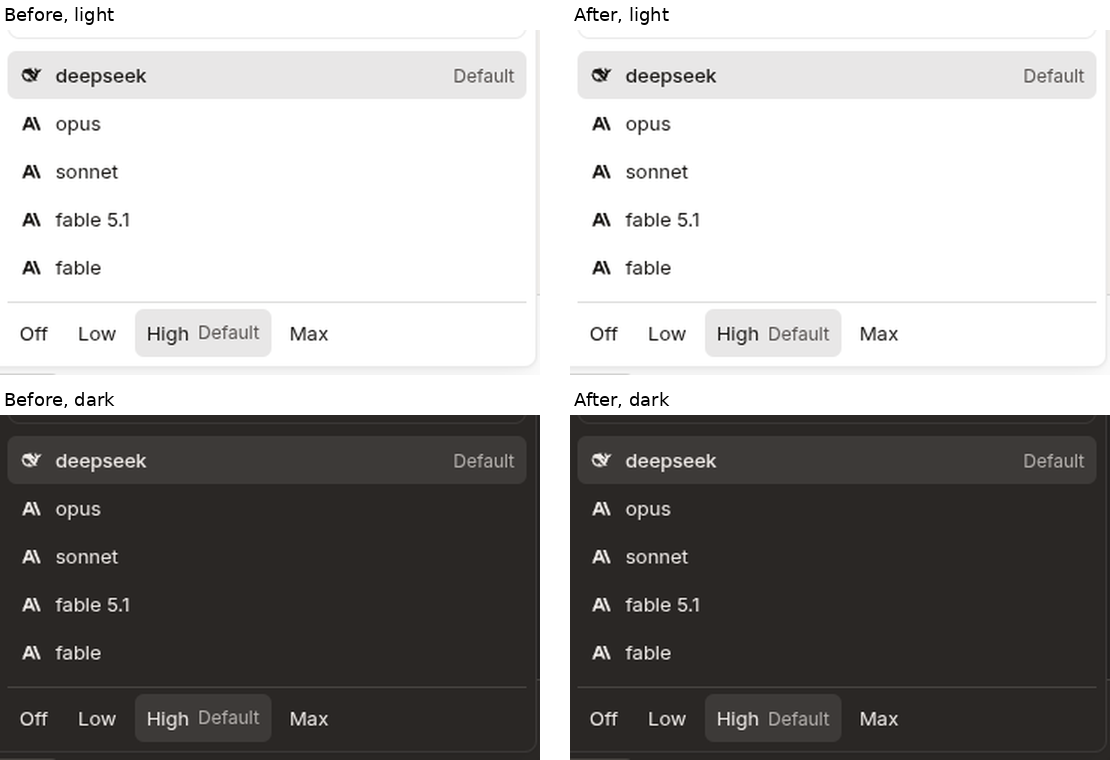 Before, light
deepseek Default
opus
sonnet
fable 5.1
fable
Off Low High Default Max
After, light
deepseek Default
opus
sonnet
fable 5.1
fable
Off Low High Default Max
Before, dark
deepseek Default
opus
sonnet
fable 5.1
fable
Off Low High Default Max
After, dark
deepseek Default
opus
sonnet
fable 5.1
fable
Off Low High Default Max